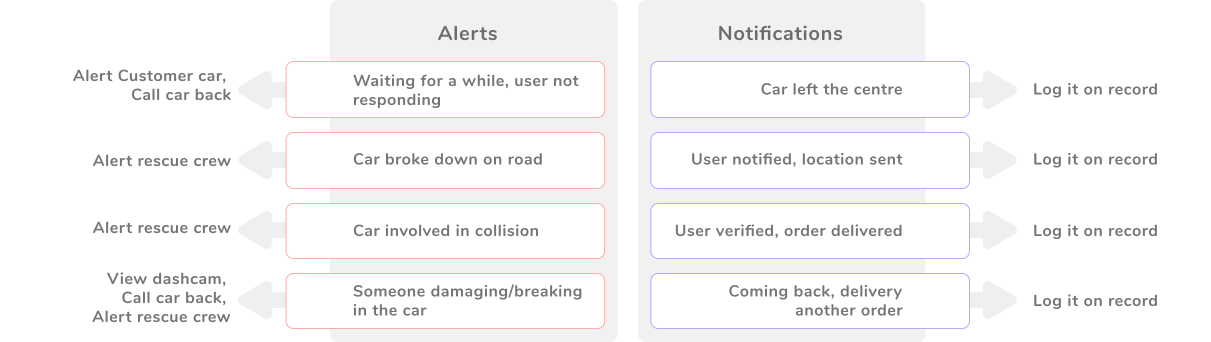 Alerts
Notifications
Alert Customer car,
Call car back
Waiting for a while, user not
responding
Car left the centre
Log it on record
Alert rescue crew
Car broke down on road
User notified, location sent
Log it on record
Alert rescue crew
Car involved in collision
User verified, order delivered
Log it on record
View dashcam,
Call car back,
Alert rescue crew
Someone damaging/breaking
in the car
Coming back, delivery
another order
Log it on record